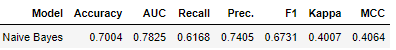 Model Accuracy AUC Recall Prec. F1 Kappa MCC
Naive Bayes 0.7004 0.7825 0.6168 0.7405 0.6731 0.4007 0.4064